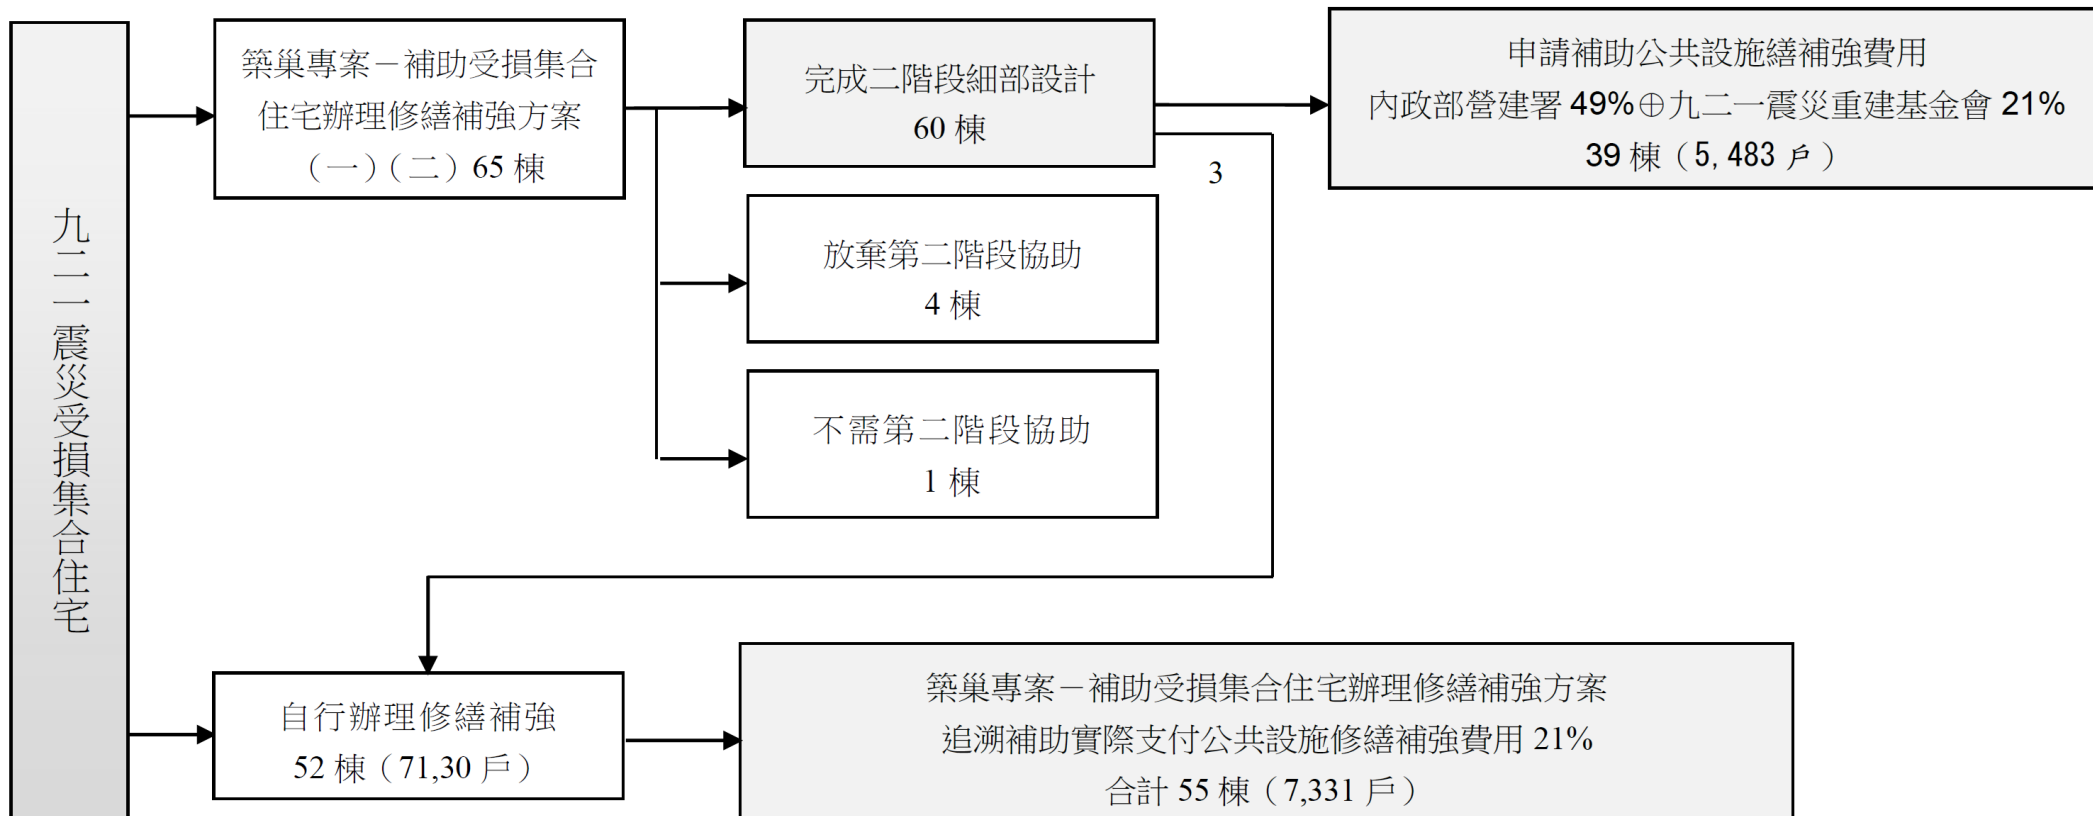 九二一震災受損集合住宅
築巢專案－補助受損集合
住宅辦理修繕補強方案
（一）（二）65 棟
完成二階段細部設計
60 棟
申請補助公共設施繕補強費用
內政部營建署 49%⊕九二一震災重建基金會 21%
39 棟（5,483 戶）
3
放棄第二階段協助
4 棟
不需第二階段協助
1 棟
自行辦理修繕補強
52 棟（71,30 戶）
築巢專案－補助受損集合住宅辦理修繕補強方案
追溯補助實際支付公共設施修繕補強費用 21%
合計 55 棟（7,331 戶）